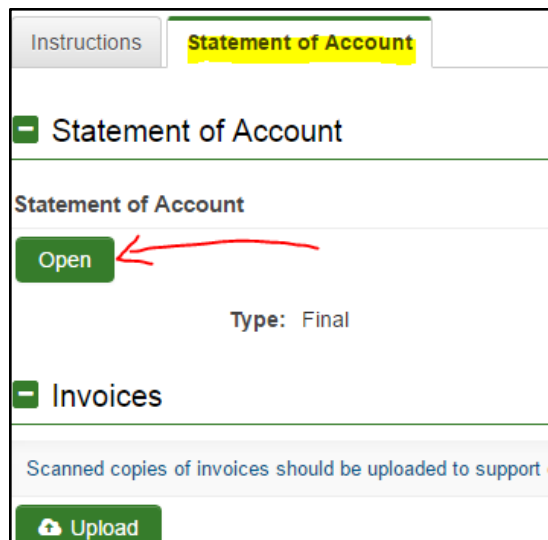 Instructions
Statement of Account
Statement of Account
Statement of Account
Open
Type: Final
Invoices
Scanned copies of invoices should be uploaded to support
Upload